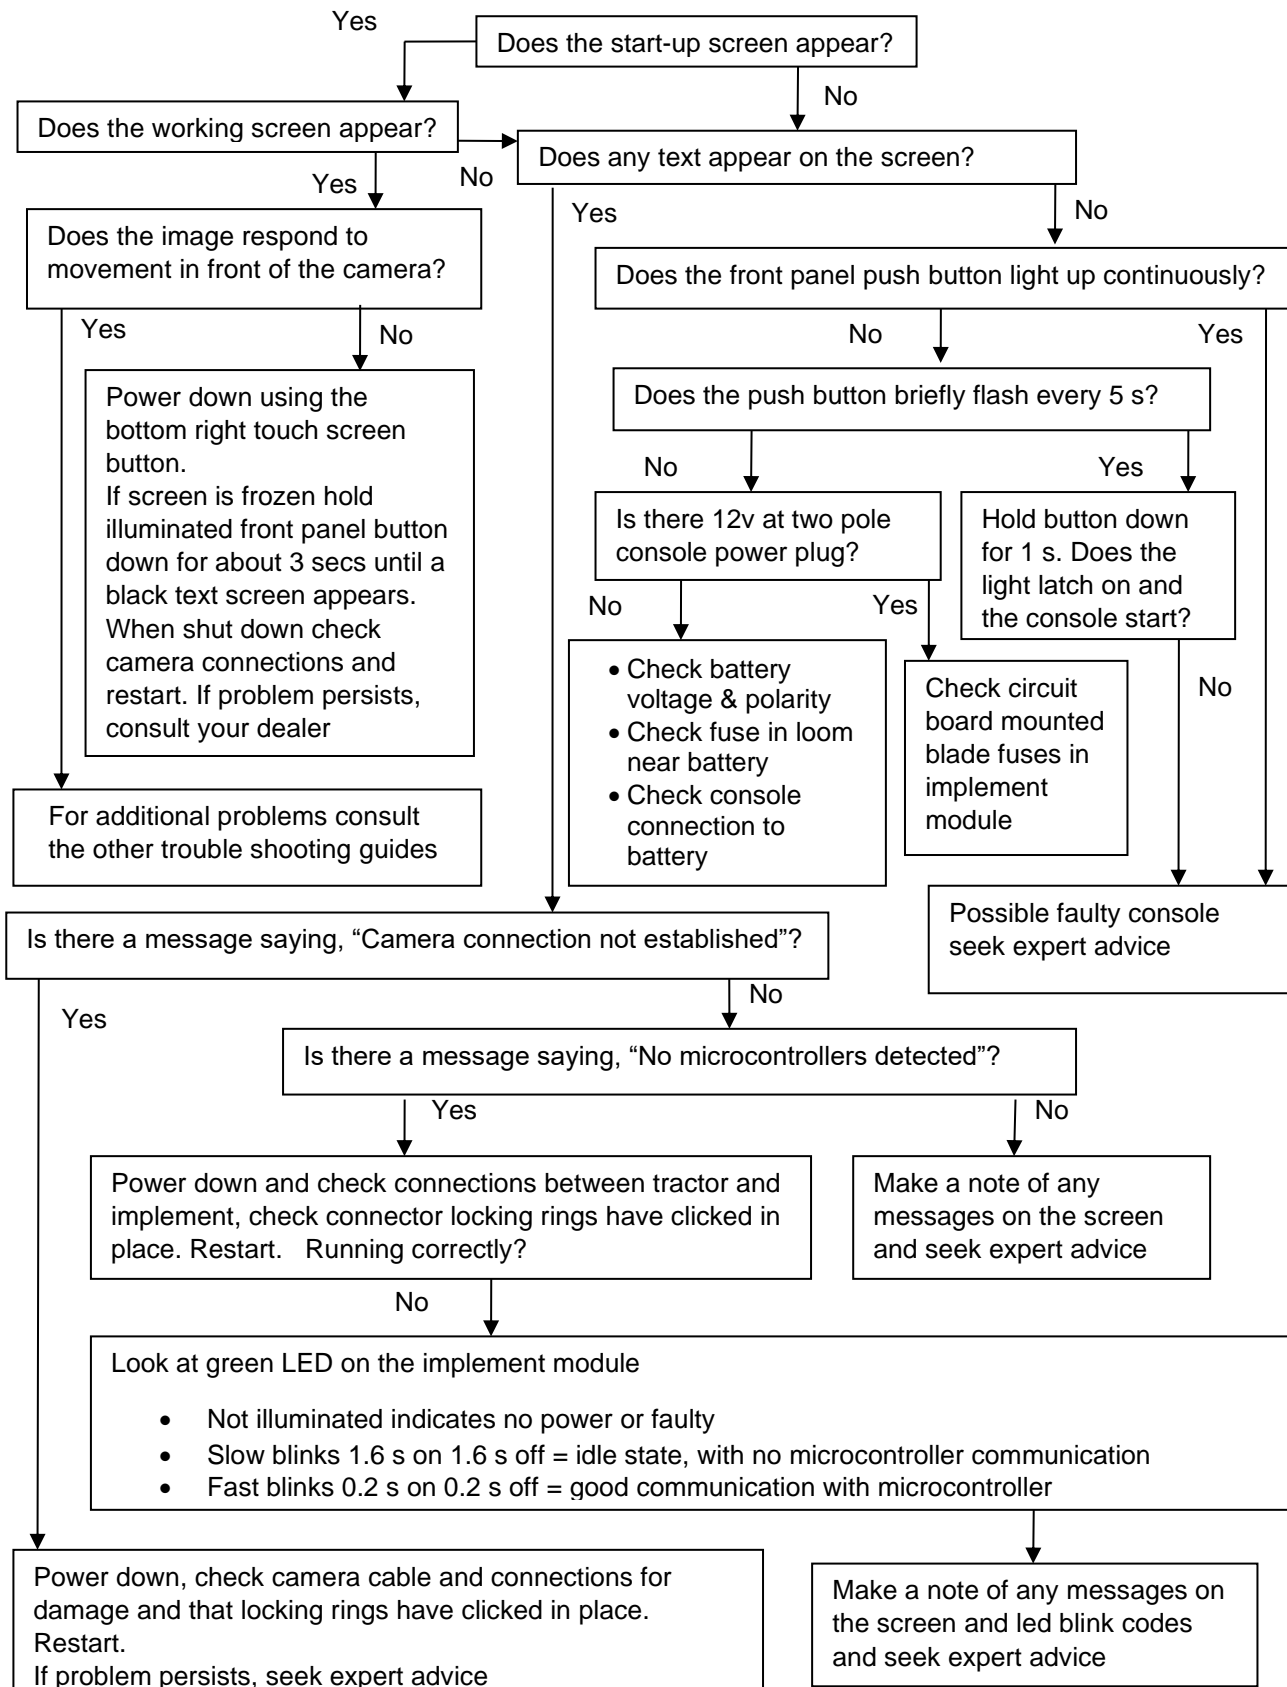 Yes
Does the start-up screen appear?
No
Does the working screen appear?
Does any text appear on the screen?
Yes
No
Yes
No
Does the image respond to
movement in front of the camera?
Does the front panel push button light up continuously?
Yes
No
No
Yes
Power down using the
bottom right touch screen
button.
If screen is frozen hold
illuminated front panel button
down for about 3 secs until a
black text screen appears.
When shut down check
camera connections and
restart. If problem persists,
consult your dealer
Does the push button briefly flash every 5 s?
No
Yes
Is there 12v at two pole
console power plug?
Hold button down
for 1 s. Does the
light latch on and
the console start?
No
Yes
No
• Check battery
voltage & polarity
• Check fuse in loom
near battery
• Check console
connection to
battery
Check circuit
board mounted
blade fuses in
implement
module
For additional problems consult
the other trouble shooting guides
Possible faulty console
seek expert advice
Is there a message saying, “Camera connection not established”?
Yes
No
Is there a message saying, “No microcontrollers detected”?
Yes
No
Power down and check connections between tractor and
implement, check connector locking rings have clicked in
place. Restart.   Running correctly?
Make a note of any
messages on the screen
and seek expert advice
No
Look at green LED on the implement module
• Not illuminated indicates no power or faulty
• Slow blinks 1.6 s on 1.6 s off = idle state, with no microcontroller communication
• Fast blinks 0.2 s on 0.2 s off = good communication with microcontroller
Power down, check camera cable and connections for
damage and that locking rings have clicked in place.
Restart.
If problem persists, seek expert advice
Make a note of any messages on
the screen and led blink codes
and seek expert advice